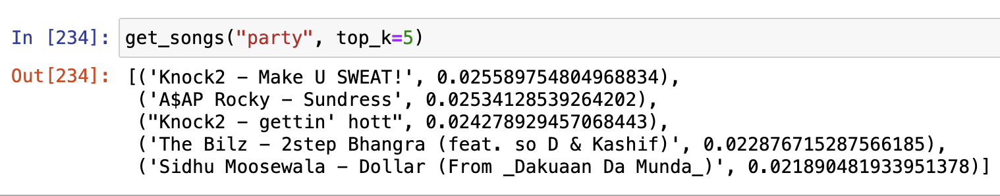 In [234]: get_songs("party", top_k=5)
Out[234]: [('Knock2 - Make U SWEAT!', 0.025589754804968834),
('A$AP Rocky - Sundress', 0.02534128539264202),
("Knock2 - gettin' hott", 0.024278929457068443),
('The Bilz - 2step Bhangra (feat. so D & Kashif)', 0.022876715287566185),
('Sidhu Moosewala - Dollar (From _Dakuaan Da Munda_)', 0.021890481933951378)]